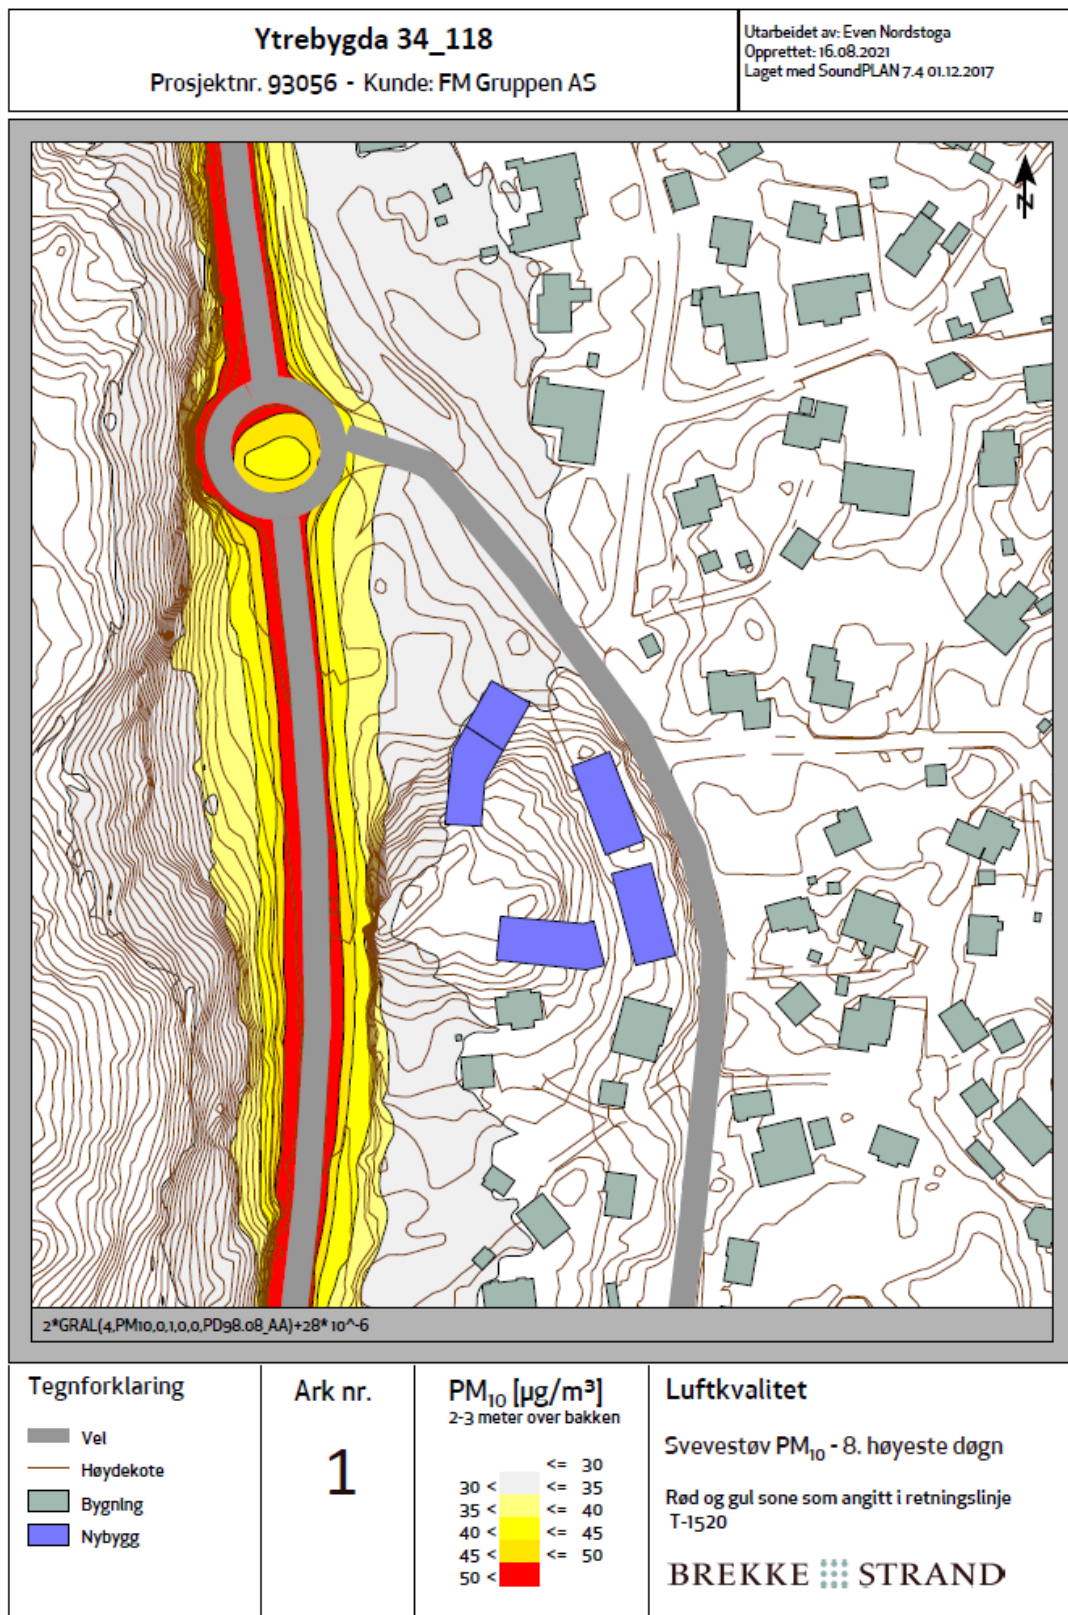 Ytrebygda 34_118
Prosjektnr. 93056 - Kunde: FM Gruppen AS
Utarbeidet av: Even Nordstoga
Opprettet: 16.08.2021
Laget med SoundPLAN 7.4 01.12.2017
N
2*GRAL(4,PM10,0,1,0,0,PD98.08_AA)+28* 10^-6
Tegnforklaring
Vei
Høydekote
Bygning
Nybygg
Ark nr.
1
PM10 [µg/m³]
2-3 meter over bakken
<= 30
30 < <= 35
35 < <= 40
40 < <= 45
45 < <= 50
50 <
Luftkvalitet
Svevestøv PM10 - 8. høyeste døgn
Rød og gul sone som angitt i retningslinje
T-1520
BREKKE STRAND